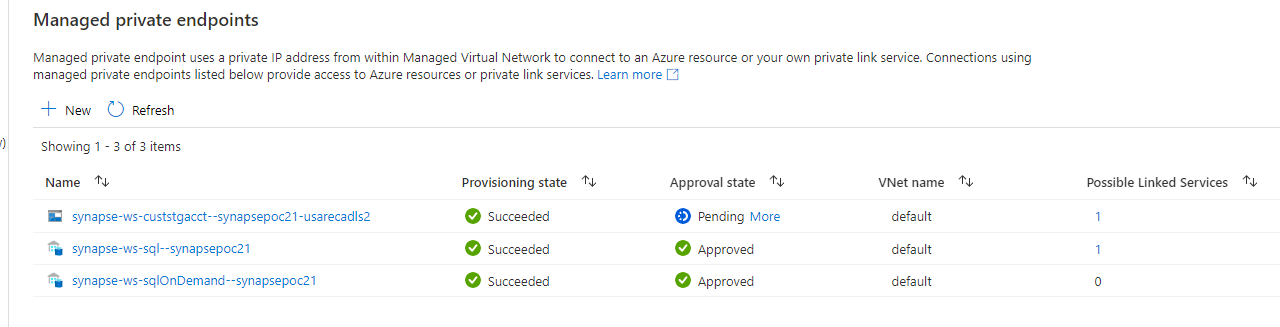 Managed private endpoints
Managed private endpoint uses a private IP address from within Managed Virtual Network to connect to an Azure resource or your own private link service. Connections using
managed private endpoints listed below provide access to Azure resources or private link services. Learn more
New Refresh
Showing 1 - 3 of 3 items
Name Provisioning state Approval state VNet name Possible Linked Services
synapse-ws-custstgacct--synapsepoc21-usarecadls2 Succeeded Pending More default 1
synapse-ws-sql--synapsepoc21 Succeeded Approved default 1
synapse-ws-sqlOnDemand--synapsepoc21 Succeeded Approved default 0